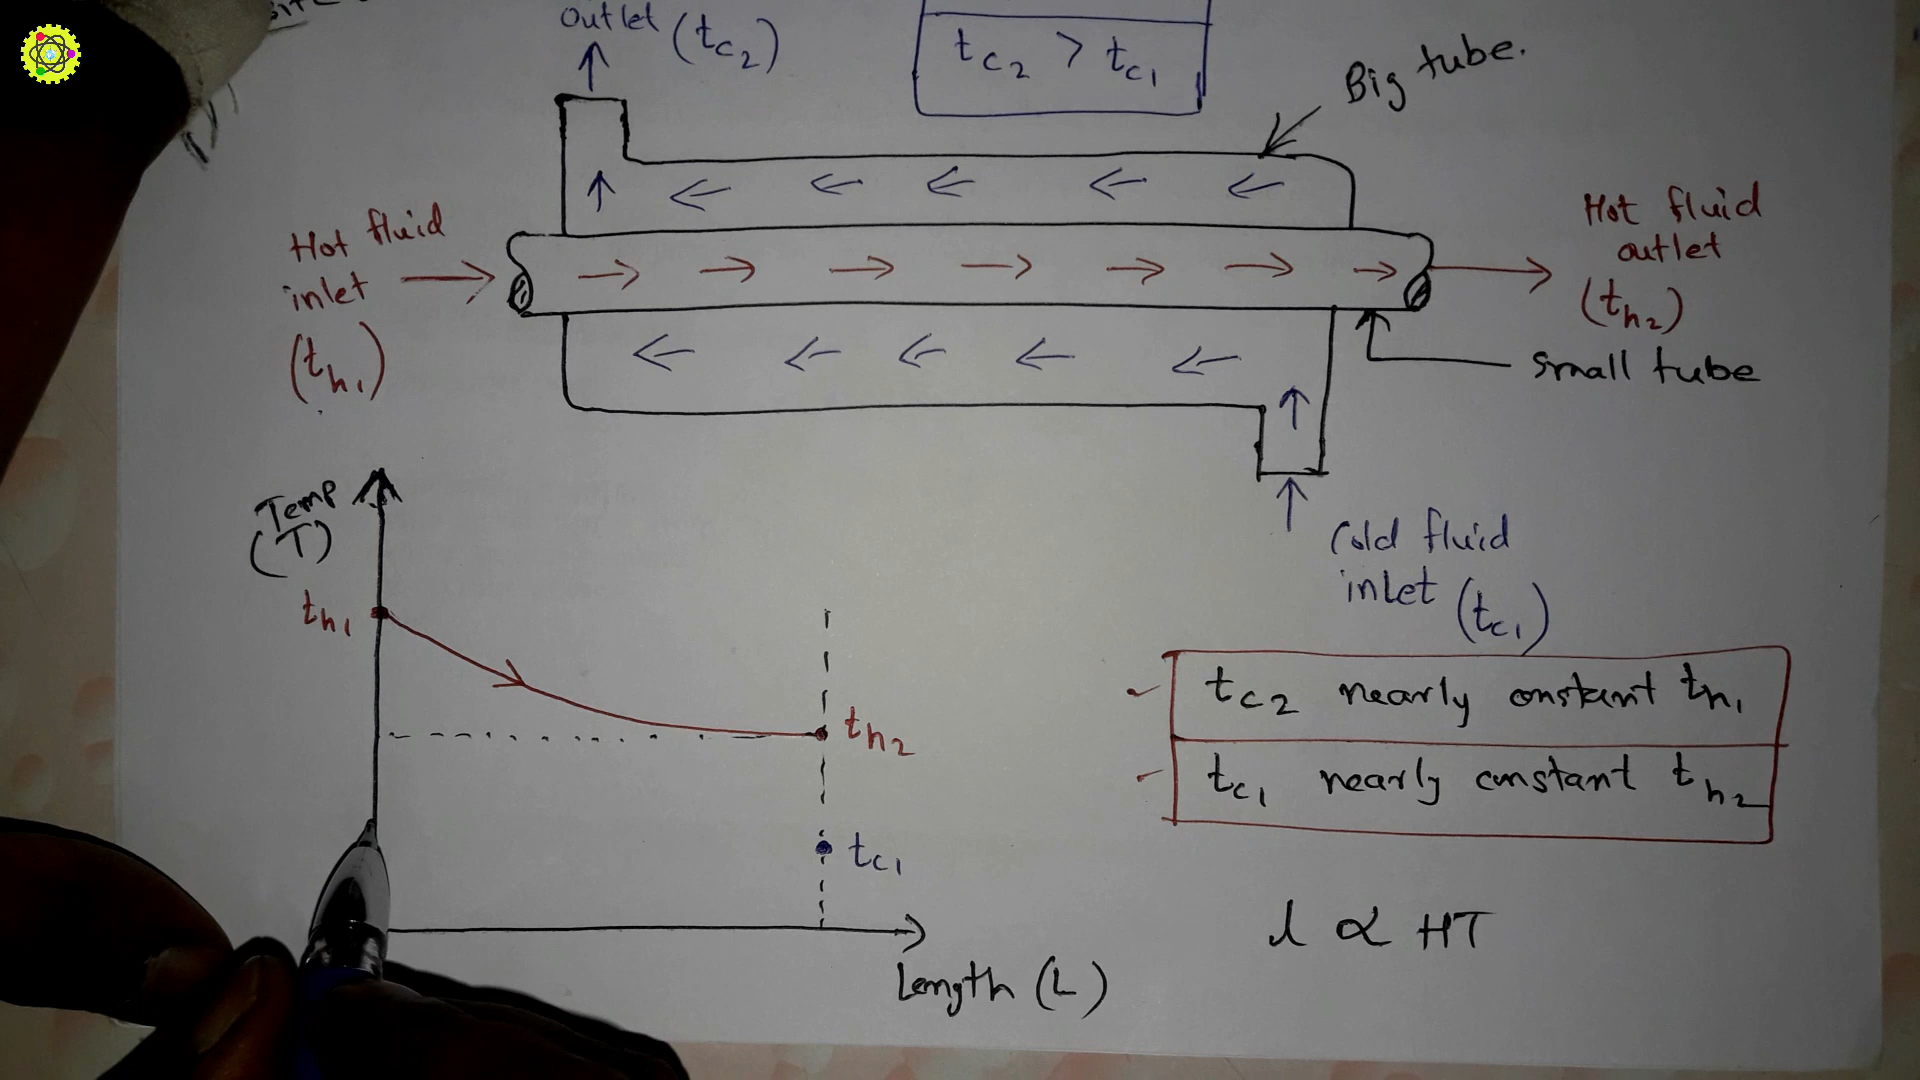 outlet (tc2)
tc2 > tc1
Big tube.
Hot fluid
inlet
(th1)
Hot fluid
outlet
(th2)
small tube
Cold fluid
inlet (tc1)
Temp
(T)
th1
th2
tc1
Length (L)
tc2 nearly constant th1
tc1 nearly constant th2
l ∝ HT